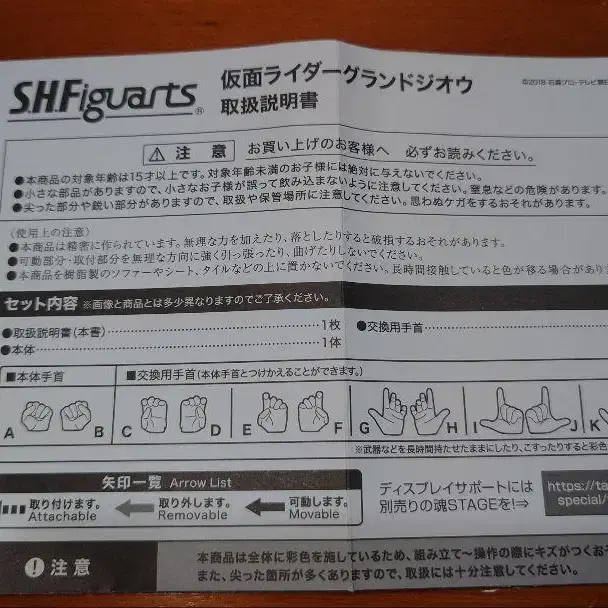 S.H.Figuarts®
仮面ライダーグランドジオウ
取扱説明書
©2018 石森プロ・テレビ朝日
⚠注意 お買い上げのお客様へ 必ずお読みください。
●本商品の対象年齢は15才以上です。対象年齢未満のお子様には絶対に与えないでください。
●小さな部品がありますので、小さなお子様が誤って飲み込まないように注意してください。窒息などの危険があります。
●尖った部分や鋭い部分がありますので、取扱や保管場所に注意してください。思わぬケガをするおそれがあります。
〈使用上の注意〉
●本商品は精密に作られています。無理な力を加えたり、落としたりすると破損するおそれがあります。
●可動部分・取付部分を無理な方向に強く引っ張ったり、曲げたりしないでください。
●本商品を樹脂製のソファーやシート、タイルなどの上に置かないでください。長時間接触していると色が移る場合があり
セット内容 ※画像と商品とは多少異なりますのでご了承ください。
●取扱説明書(本書)…1枚
●本体…1体
●交換用手首…
■本体手首
■交換用手首(本体手首とつけかえることができます。)
A B C D E F G H I J K
※武器などを長時間持たせたままにしたり、こすったりすると彩色
矢印一覧 Arrow List
取り付けます。 取り外します。 可動します。
Attachable Removable Movable
ディスプレイサポートには
別売りの魂STAGEを!⇒
https://ta
special/
!注意
本商品は全体に彩色を施しているため、組み立て〜操作の際にキズがつくお
また、尖った箇所が多くありますので、取扱には十分注意してください。